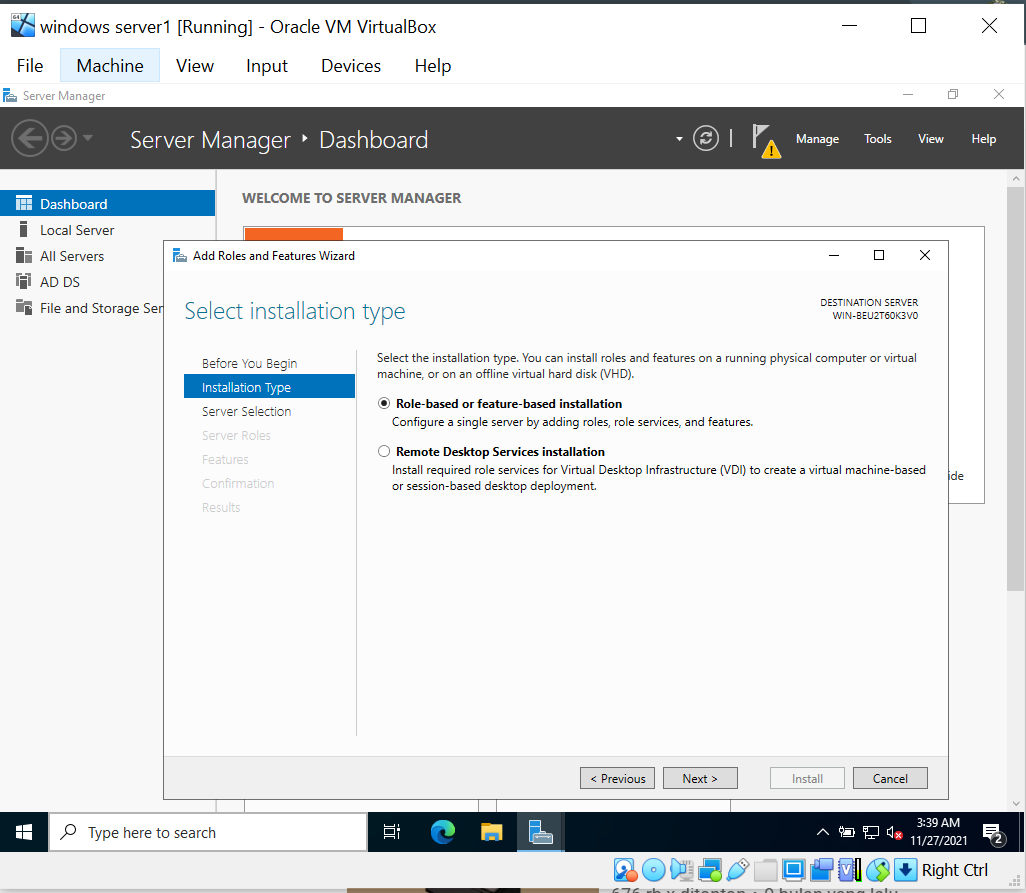 windows server1 [Running] - Oracle VM VirtualBox
File Machine View Input Devices Help
Server Manager
Server Manager Dashboard
Manage Tools View Help
Dashboard
Local Server
All Servers
AD DS
File and Storage Ser
WELCOME TO SERVER MANAGER
Add Roles and Features Wizard
Select installation type
DESTINATION SERVER
WIN-BEU2T60K3V0
Before You Begin
Installation Type
Server Selection
Server Roles
Features
Confirmation
Results
Select the installation type. You can install roles and features on a running physical computer or virtual
machine, or on an offline virtual hard disk (VHD).
Role-based or feature-based installation
Configure a single server by adding roles, role services, and features.
Remote Desktop Services installation
Install required role services for Virtual Desktop Infrastructure (VDI) to create a virtual machine-based
or session-based desktop deployment.
ide
< Previous Next > Install Cancel
Type here to search
3:39 AM
11/27/2021
2
Right Ctrl